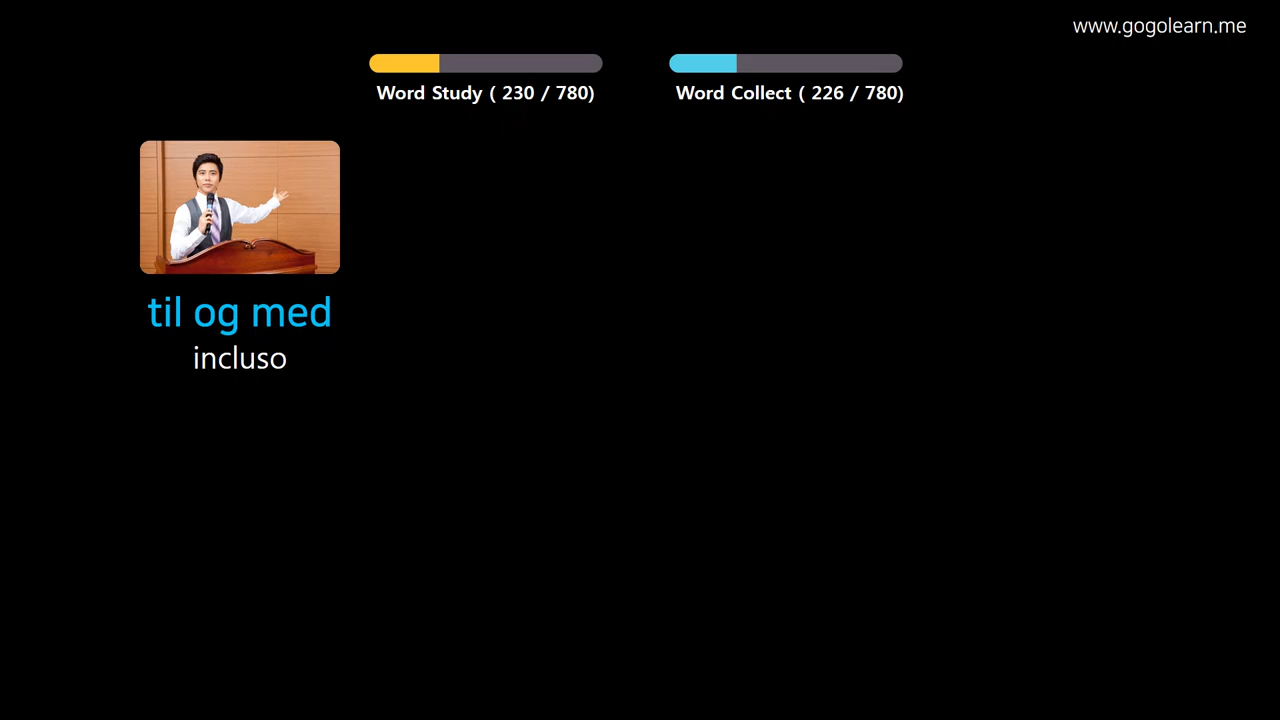 www.gogolearn.me
Word Study ( 230 / 780)
Word Collect ( 226 / 780)
til og med
incluso